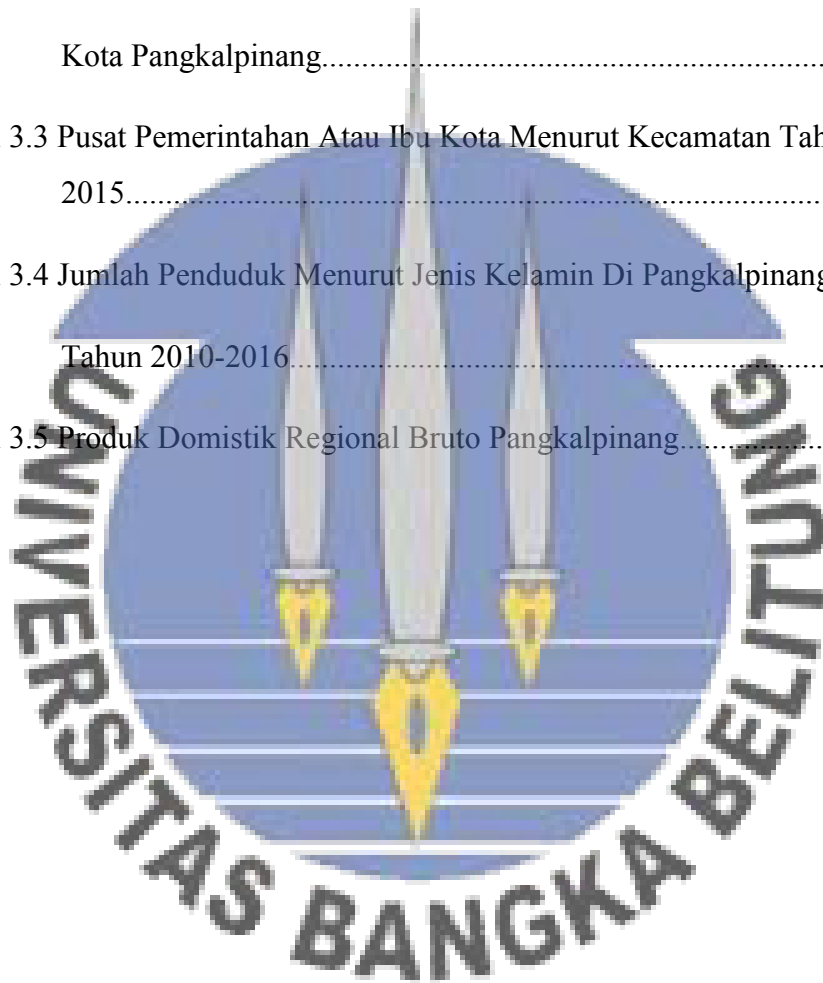 Kota Pangkalpinang
3.3 Pusat Pemerintahan Atau Ibu Kota Menurut Kecamatan Tah
2015
3.4 Jumlah Penduduk Menurut Jenis Kelamin Di Pangkalpinang
Tahun 2010-2016
3.5 Produk Domistik Regional Bruto Pangkalpinang
UNIVERSITAS BANGKA BELITUNG